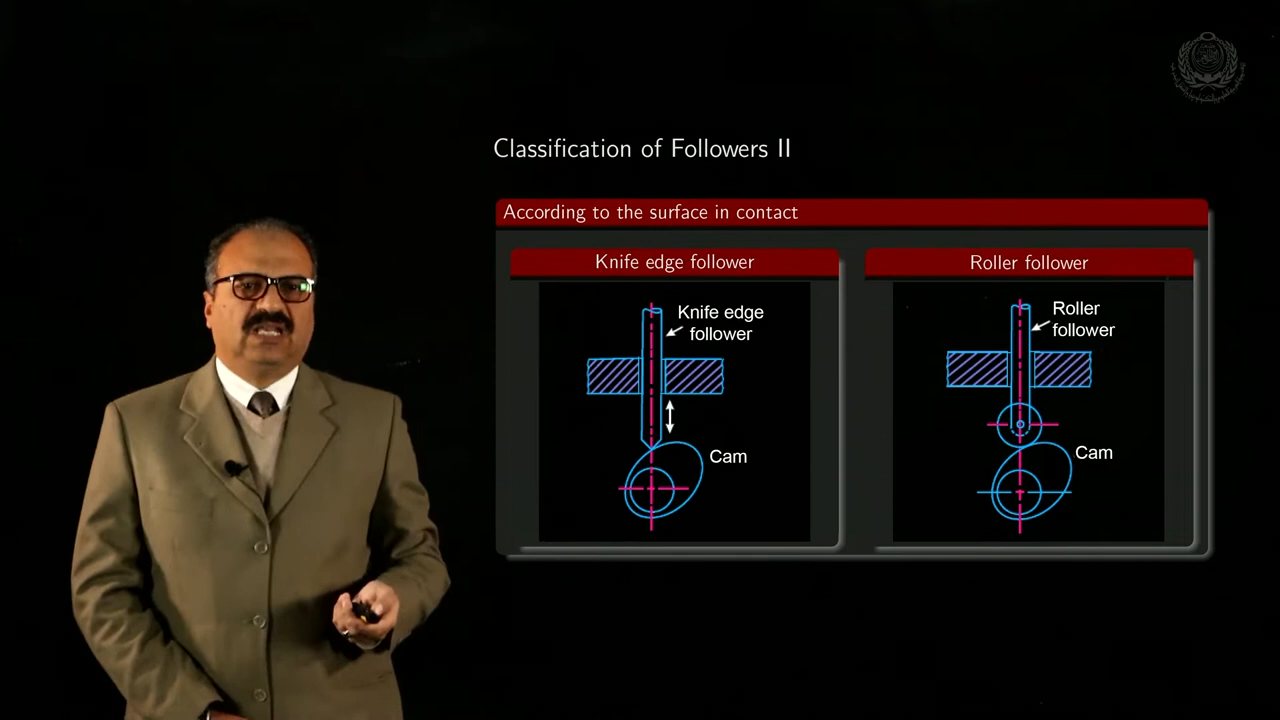 Classification of Followers II
According to the surface in contact
Knife edge follower
Roller follower
Knife edge
follower
Cam
Roller
follower
Cam